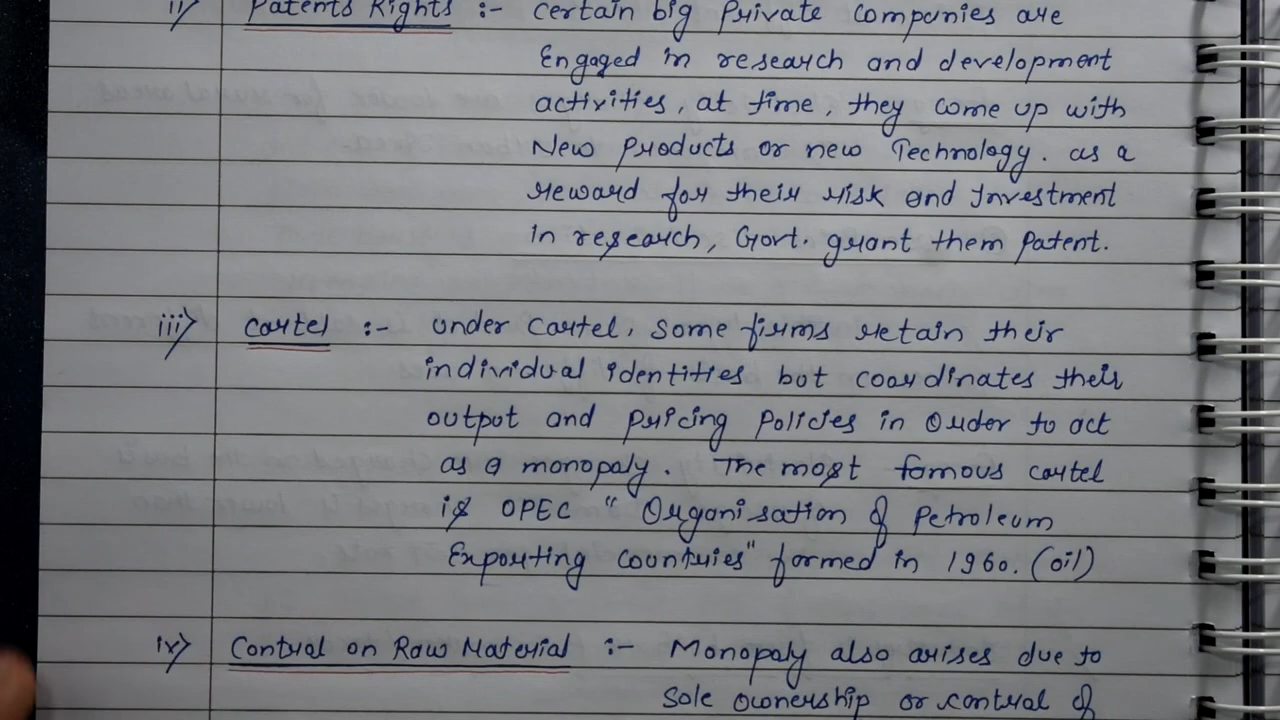 ii) Patents Rights :- Certain big Private Companies are
Engaged in research and development
activities, at time, they come up with
New Products or new Technology. as a
reward for their risk and Investment
in research, Govt. grant them Patent.
iii) Cartel :- under Cartel, some firms retain their
individual identities but coordinates their
output and pricing Policies in Order to act
as a monopaly. The most famous cartel
is OPEC "Organisation of Petroleum
Exporting Countries" formed in 1960. (oil)
iv) Contral on Raw Material :- Monopaly also arises due to
Sole ownership or contral of